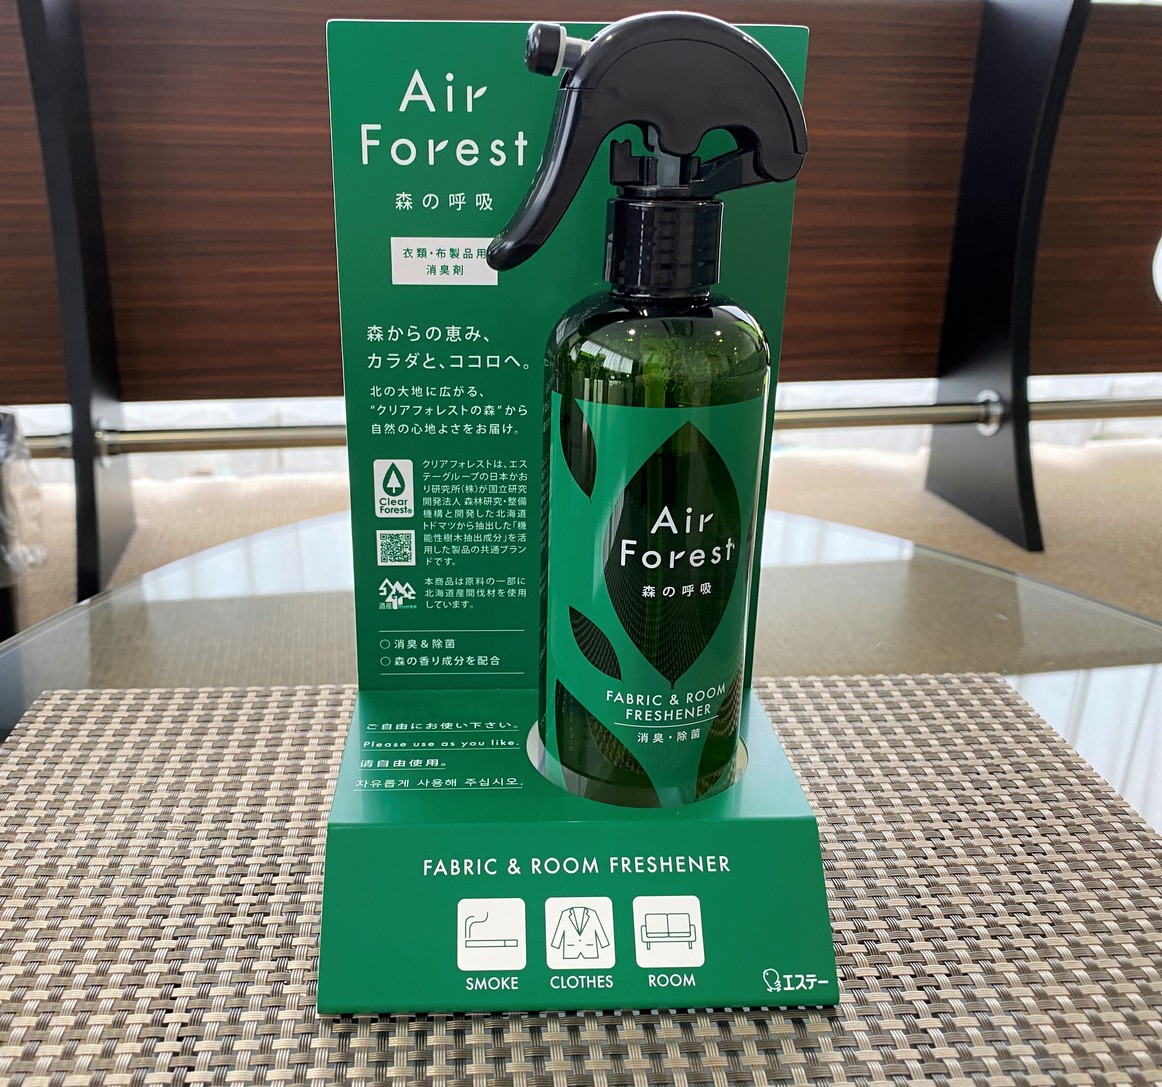 Air
Forest
森の呼吸
衣類・布製品用
消臭剤
森からの恵み、
カラダと、ココロへ。
北の大地に広がる、
“クリアフォレストの森”から
自然の心地よさをお届け。
Clear
Forest®
クリアフォレストは、エス
テーグループの日本かお
り研究所(株)が国立研究
開発法人 森林研究・整備
機構と開発した北海道
トドマツから抽出した「機
能性樹木抽出成分」を活
用した製品の共通ブラン
ドです。
道産
本商品は原料の一部に
北海道産間伐材を使用
しています。
○ 消臭&除菌
○ 森の香り成分を配合
ご自由にお使い下さい。
Please use as you like.
请自由使用。
자유롭게 사용해 주십시오.
Air
Forest
森の呼吸
FABRIC & ROOM
FRESHENER
消臭・除菌
FABRIC & ROOM FRESHENER
SMOKE
CLOTHES
ROOM
エステー